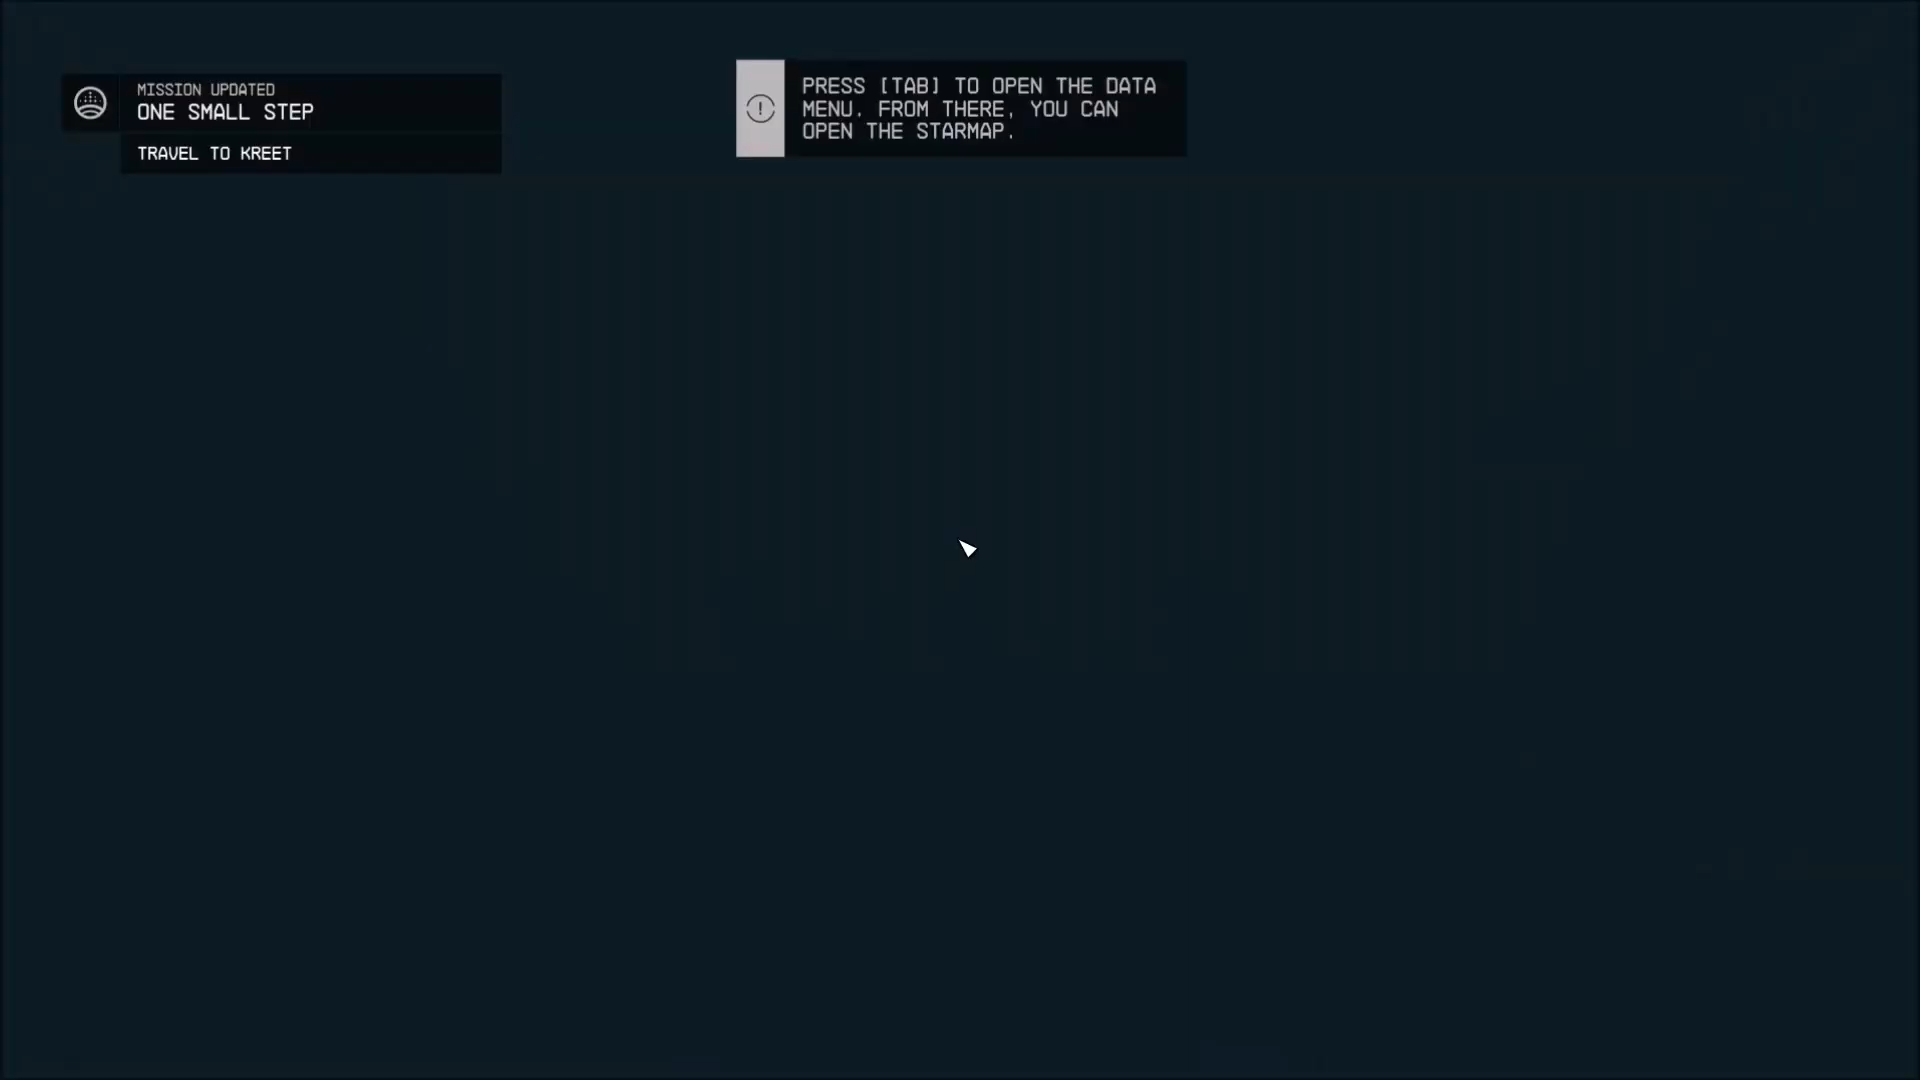 MISSION UPDATED
ONE SMALL STEP
TRAVEL TO KREET
PRESS [TAB] TO OPEN THE DATA
MENU. FROM THERE, YOU CAN
OPEN THE STARMAP.